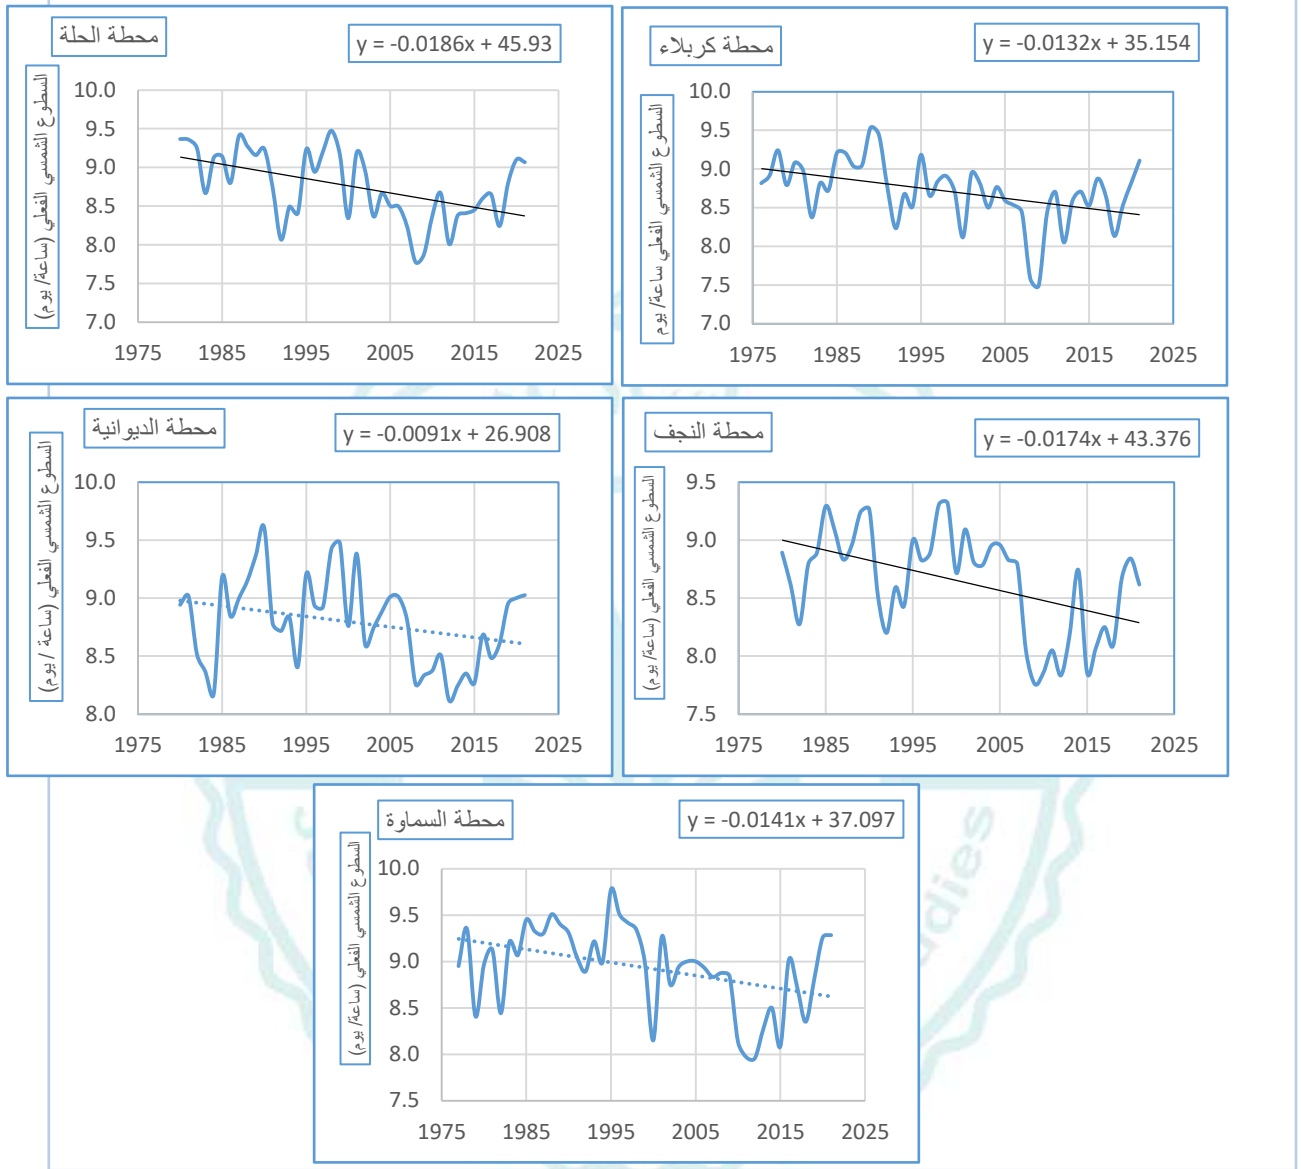 محطة الحلة
y = -0.0186x + 45.93
السطوع الشمسي الفعلي (ساعة/ يوم)
10.0
9.5
9.0
8.5
8.0
7.5
7.0
1975 1985 1995 2005 2015 2025
محطة كربلاء
y = -0.0132x + 35.154
السطوع الشمسي الفعلي ساعة/ يوم
10.0
9.5
9.0
8.5
8.0
7.5
7.0
1975 1985 1995 2005 2015 2025
محطة الديوانية
y = -0.0091x + 26.908
السطوع الشمسي الفعلي (ساعة / يوم)
10.0
9.5
9.0
8.5
8.0
1975 1985 1995 2005 2015 2025
محطة النجف
y = -0.0174x + 43.376
السطوع الشمسي الفعلي (ساعة/ يوم)
9.5
9.0
8.5
8.0
7.5
1975 1985 1995 2005 2015 2025
محطة السماوة
y = -0.0141x + 37.097
السطوع الشمسي الفعلي (ساعة/ يوم)
10.0
9.5
9.0
8.5
8.0
7.5
1975 1985 1995 2005 2015 2025